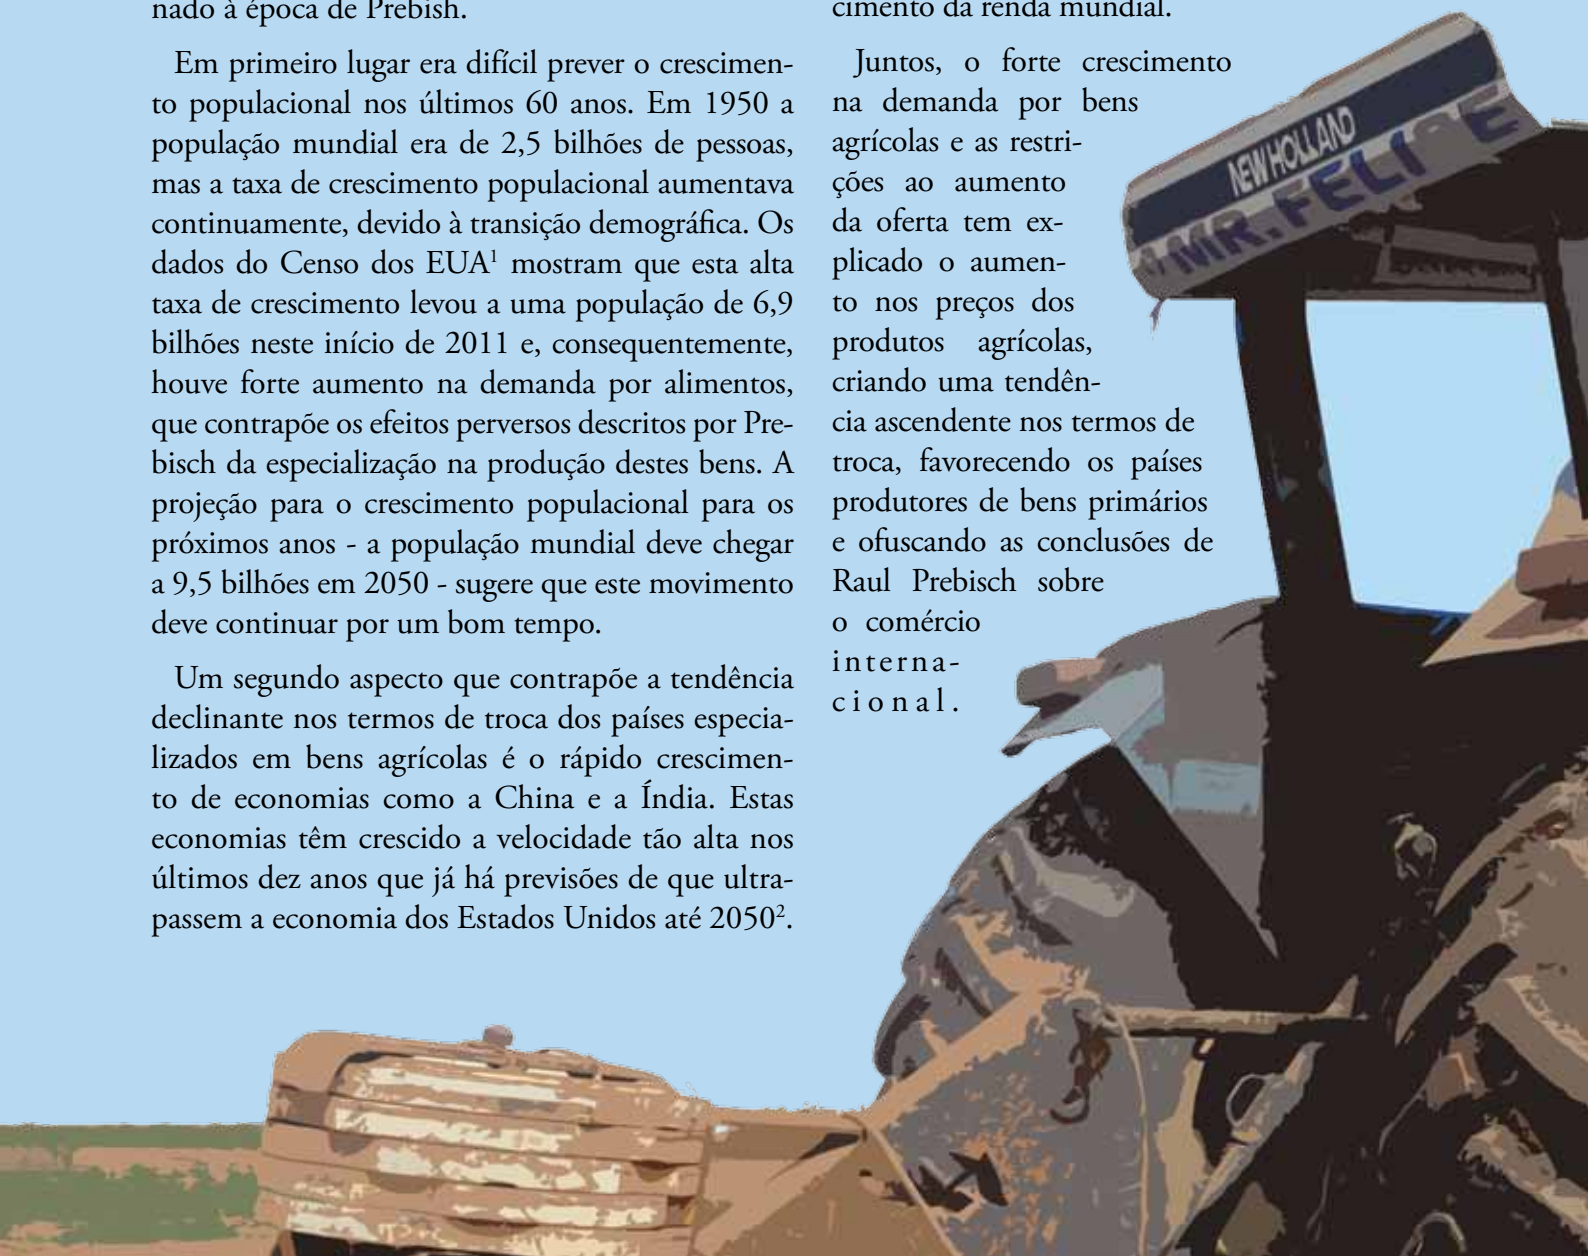 nado à época de Prebish.
Em primeiro lugar era difícil prever o crescimen-
to populacional nos últimos 60 anos. Em 1950 a
população mundial era de 2,5 bilhões de pessoas,
mas a taxa de crescimento populacional aumentava
continuamente, devido à transição demográfica. Os
dados do Censo dos EUA¹ mostram que esta alta
taxa de crescimento levou a uma população de 6,9
bilhões neste início de 2011 e, consequentemente,
houve forte aumento na demanda por alimentos,
que contrapõe os efeitos perversos descritos por Pre-
bisch da especialização na produção destes bens. A
projeção para o crescimento populacional para os
próximos anos - a população mundial deve chegar
a 9,5 bilhões em 2050 - sugere que este movimento
deve continuar por um bom tempo.
Um segundo aspecto que contrapõe a tendência
declinante nos termos de troca dos países especia-
lizados em bens agrícolas é o rápido crescimen-
to de economias como a China e a Índia. Estas
economias têm crescido a velocidade tão alta nos
últimos dez anos que já há previsões de que ultra-
passem a economia dos Estados Unidos até 2050².
cimento da renda mundial.
Juntos, o forte crescimento
na demanda por bens
agrícolas e as restri-
ções ao aumento
da oferta tem ex-
plicado o aumen-
to nos preços dos
produtos agrícolas,
criando uma tendên-
cia ascendente nos termos de
troca, favorecendo os países
produtores de bens primários
e ofuscando as conclusões de
Raul Prebisch sobre
o comércio
interna-
cional.
NEW HOLLAND
MR. FELIPE